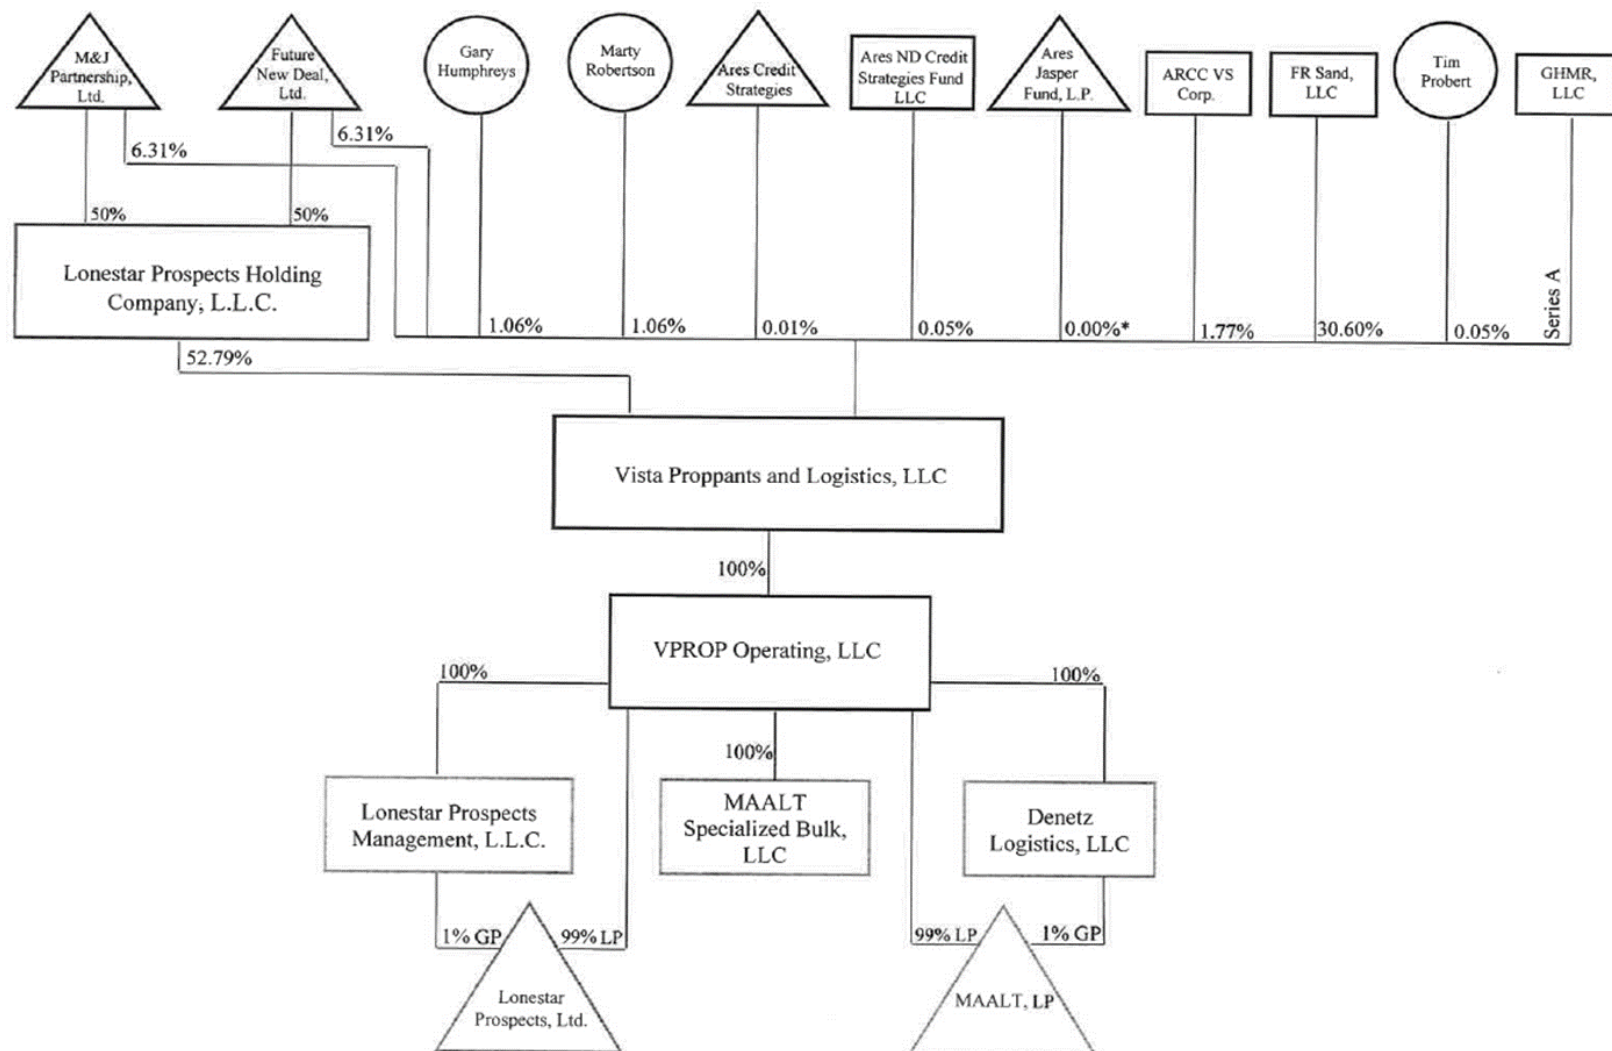 M&J
Partnership,
Ltd.
Future
New Deal,
Ltd.
Gary
Humphreys
Marty
Robertson
Ares Credit
Strategies
Ares ND Credit
Strategies Fund
LLC
Ares
Jasper
Fund, L.P.
ARCC VS
Corp.
FR Sand,
LLC
Tim
Probert
GHMR,
LLC
6.31%
6.31%
50%
50%
Lonestar Prospects Holding
Company, L.L.C.
1.06%
1.06%
0.01%
0.05%
0.00%*
1.77%
30.60%
0.05%
Series A
52.79%
Vista Proppants and Logistics, LLC
100%
VPROP Operating, LLC
100%
100%
100%
Lonestar Prospects
Management, L.L.C.
MAALT
Specialized Bulk,
LLC
Denetz
Logistics, LLC
1% GP
99% LP
99% LP
1% GP
Lonestar
Prospects, Ltd.
MAALT, LP